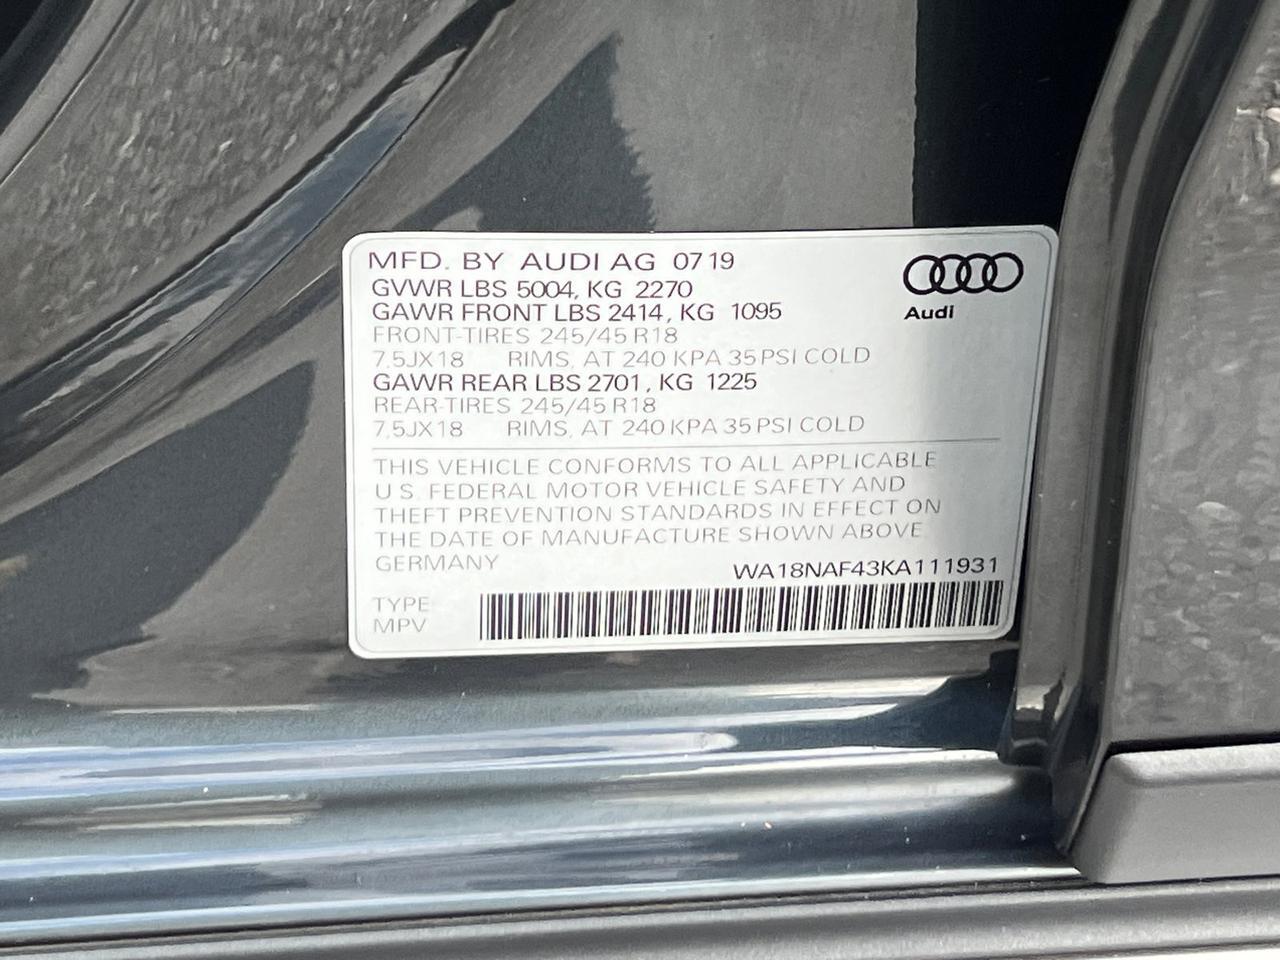 MFD. BY AUDI AG 0719
GVWR LBS 5004, KG 2270
GAWR FRONT LBS 2414, KG 1095
FRONT-TIRES 245/45 R18
7,5JX18 RIMS, AT 240 KPA 35 PSI COLD
GAWR REAR LBS 2701, KG 1225
REAR-TIRES 245/45 R18
7,5JX18 RIMS, AT 240 KPA 35 PSI COLD
Audi
THIS VEHICLE CONFORMS TO ALL APPLICABLE
U.S. FEDERAL MOTOR VEHICLE SAFETY AND
THEFT PREVENTION STANDARDS IN EFFECT ON
THE DATE OF MANUFACTURE SHOWN ABOVE
GERMANY WA18NAF43KA111931
TYPE
MPV